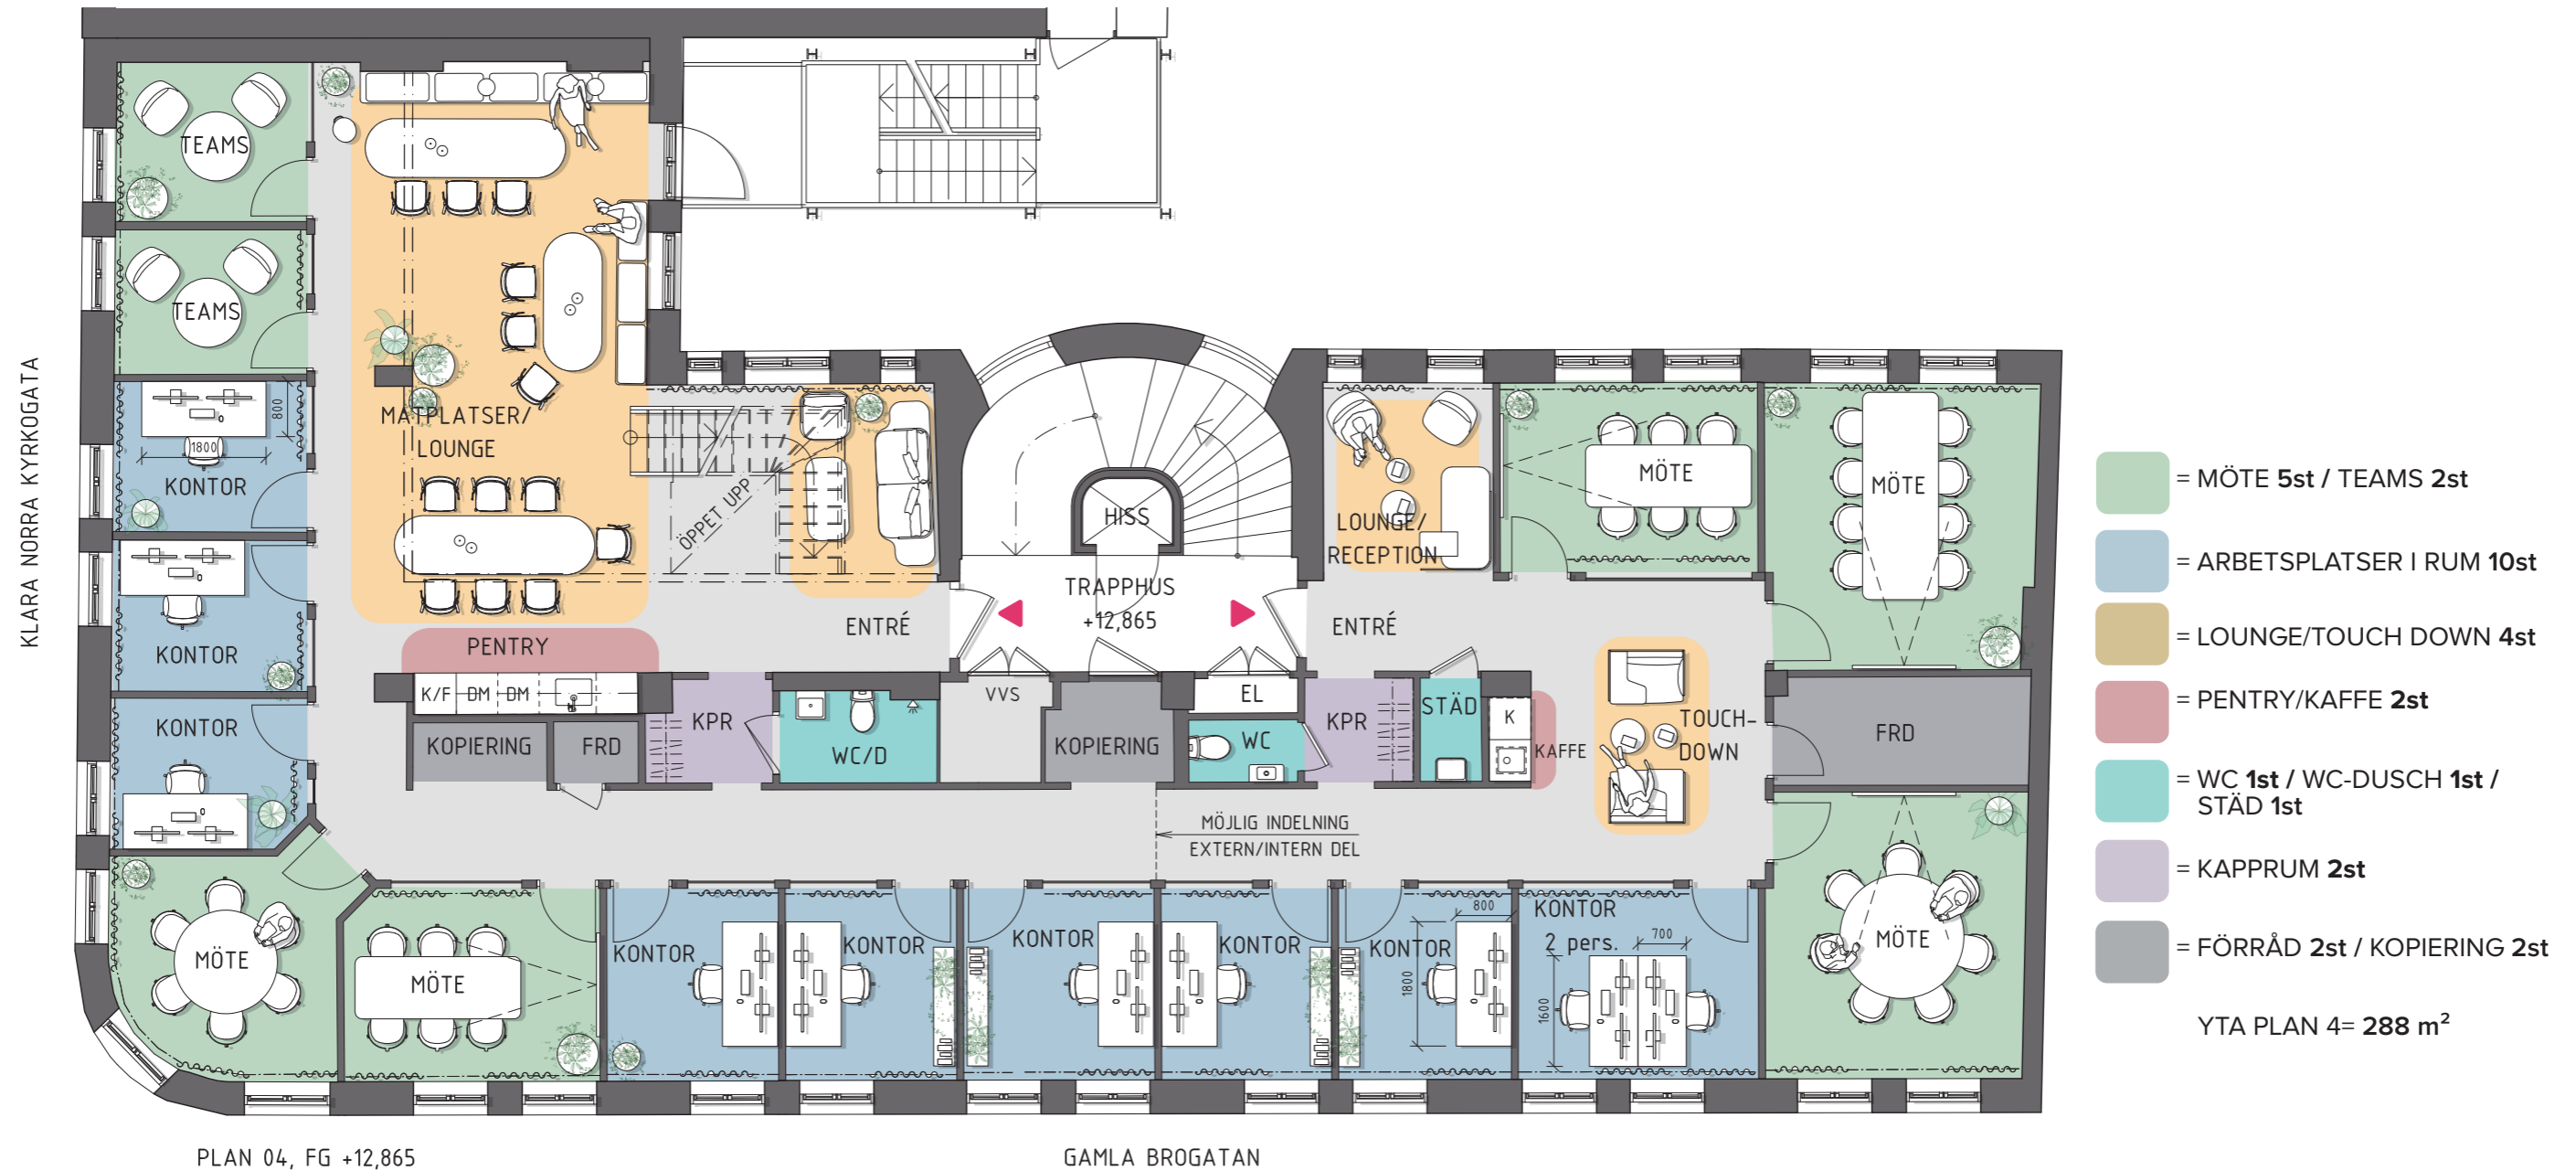 TEAMS
TEAMS
800
1800
KONTOR
KONTOR
KONTOR
MÖTE
MÖTE
MATPLATSER/
LOUNGE
ÖPPET UPP
PENTRY
K/F
DM
DM
KOPIERING
FRD
KPR
WC/D
ENTRÉ
VVS
KOPIERING
HISS
TRAPPHUS
+12,865
EL
WC
ENTRÉ
KPR
STÄD
K
KAFFE
LOUNGE/
RECEPTION
MÖTE
MÖTE
TOUCH-
DOWN
FRD
MÖJLIG INDELNING
EXTERN/INTERN DEL
KONTOR
KONTOR
KONTOR
KONTOR
KONTOR
800
1800
KONTOR
2 pers.
700
1600
MÖTE
KLARA NORRA KYRKOGATA
PLAN 04, FG +12,865
GAMLA BROGATAN
= MÖTE 5st / TEAMS 2st
= ARBETSPLATSER I RUM 10st
= LOUNGE/TOUCH DOWN 4st
= PENTRY/KAFFE 2st
= WC 1st / WC-DUSCH 1st /
STÄD 1st
= KAPPRUM 2st
= FÖRRÅD 2st / KOPIERING 2st
YTA PLAN 4= 288 m²